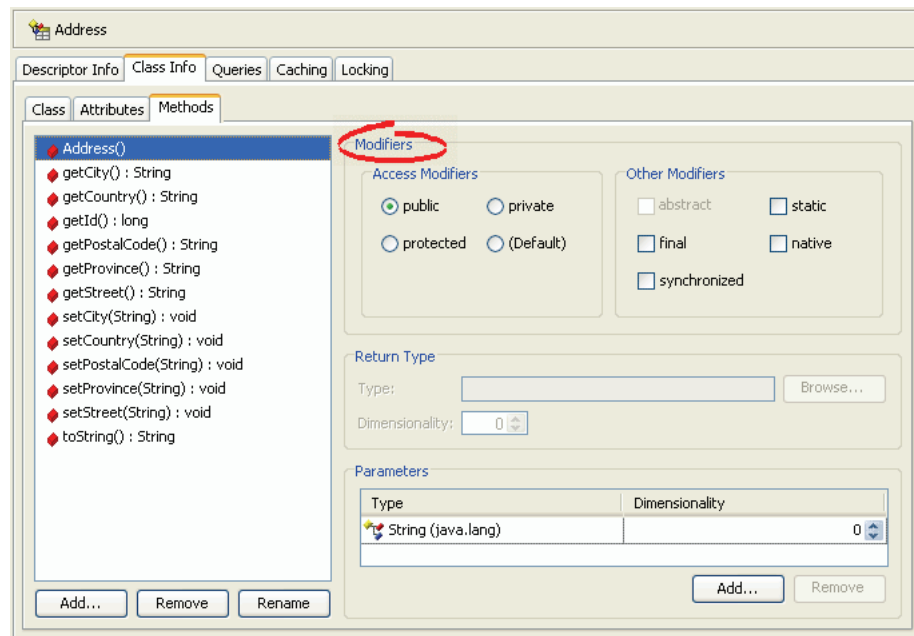 Address
Descriptor Info Class Info Queries Caching Locking
Class Attributes Methods
Address()
getCity() : String
getCountry() : String
getId() : long
getPostalCode() : String
getProvince() : String
getStreet() : String
setCity(String) : void
setCountry(String) : void
setPostalCode(String) : void
setProvince(String) : void
setStreet(String) : void
toString() : String
Add... Remove Rename
Modifiers
Access Modifiers
public private
protected (Default)
Other Modifiers
abstract static
final native
synchronized
Return Type
Type: Browse...
Dimensionality: 0
Parameters
Type Dimensionality
String (java.lang) 0
Add... Remove